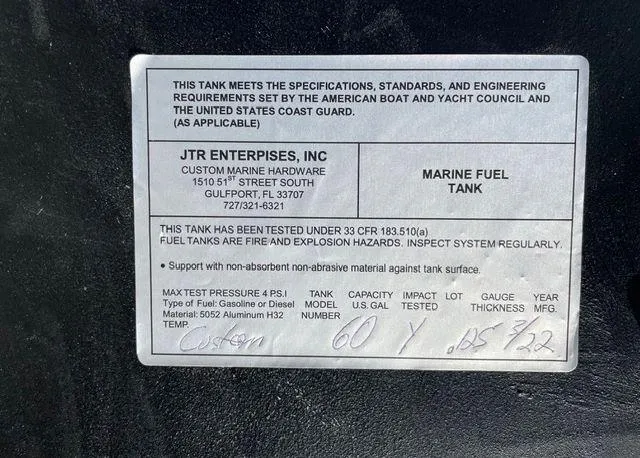 THIS TANK MEETS THE SPECIFICATIONS, STANDARDS, AND ENGINEERING
REQUIREMENTS SET BY THE AMERICAN BOAT AND YACHT COUNCIL AND
THE UNITED STATES COAST GUARD.
(AS APPLICABLE)
JTR ENTERPISES, INC
CUSTOM MARINE HARDWARE
1510 51ST STREET SOUTH
GULFPORT, FL 33707
727/321-6321
MARINE FUEL
TANK
THIS TANK HAS BEEN TESTED UNDER 33 CFR 183.510(a)
FUEL TANKS ARE FIRE AND EXPLOSION HAZARDS. INSPECT SYSTEM REGULARLY.
• Support with non-absorbent non-abrasive material against tank surface.
MAX TEST PRESSURE 4 P.S.I
Type of Fuel: Gasoline or Diesel
Material: 5052 Aluminum H32
TEMP.
TANK
MODEL
NUMBER
CAPACITY
U.S. GAL
IMPACT
TESTED
LOT
GAUGE
THICKNESS
YEAR
MFG.
Custom 60 Y .125 3/22